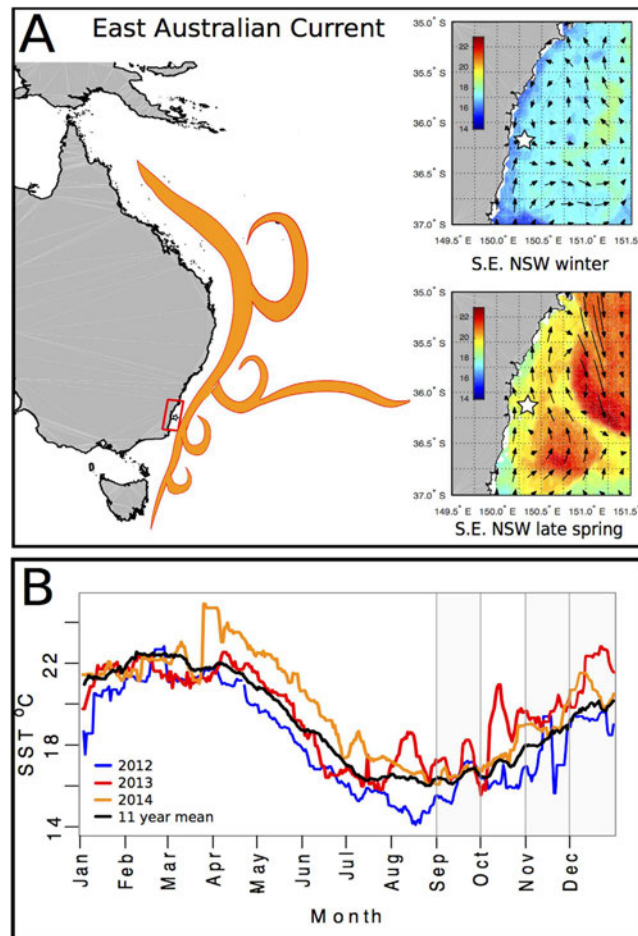 A
East Australian Current
35.0° S
35.5° S
36.0° S
36.5° S
37.0° S
22
20
18
16
14
149.5° E 150.0° E 150.5° E 151.0° E 151.5° E
S.E. NSW winter
35.0° S
35.5° S
36.0° S
36.5° S
37.0° S
22
20
18
16
14
149.5° E 150.0° E 150.5° E 151.0° E 151.5° E
S.E. NSW late spring
B
SST °C
22
18
14
2012
2013
2014
11 year mean
Jan Feb Mar Apr May Jun Jul Aug Sep Oct Nov Dec
Month